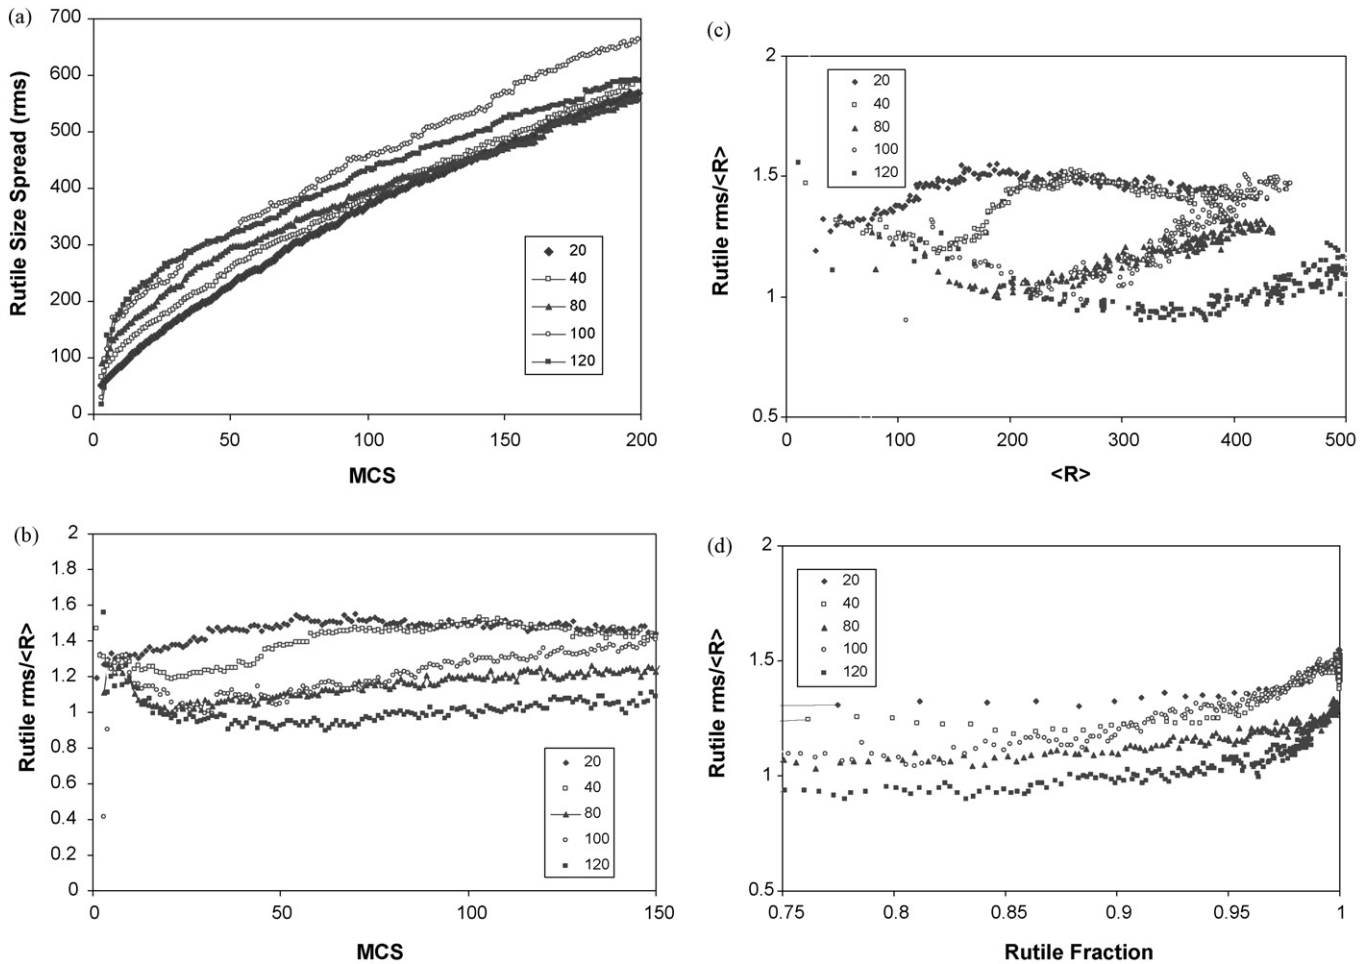 (a)
700
600
500
400
300
200
100
0
Rutile Size Spread (rms)
0 50 100 150 200
MCS
20
40
80
100
120
(c)
2
1.5
1
0.5
Rutile rms/<R>
0 100 200 300 400 500
<R>
20
40
80
100
120
(b)
2
1.8
1.6
1.4
1.2
1
0.8
0.6
0.4
0.2
0
Rutile rms/<R>
0 50 100 150
MCS
20
40
80
100
120
(d)
2
1.5
1
0.5
Rutile rms/<R>
0.75 0.8 0.85 0.9 0.95 1
Rutile Fraction
20
40
80
100
120